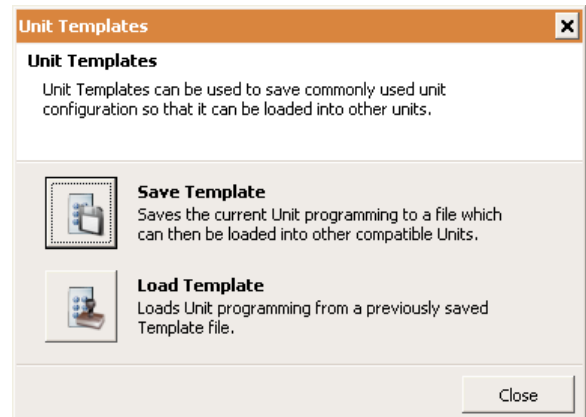 Unit Templates
Unit Templates
Unit Templates can be used to save commonly used unit
configuration so that it can be loaded into other units.
Save Template
Saves the current Unit programming to a file which
can then be loaded into other compatible Units.
Load Template
Loads Unit programming from a previously saved
Template file.
Close